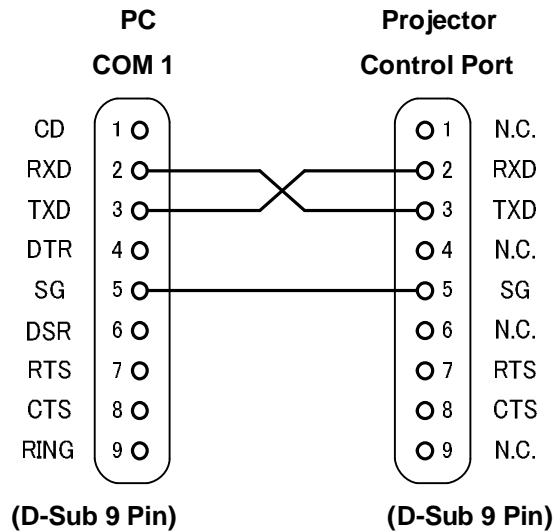 PC Projector
COM 1 Control Port
CD 1 1 N.C.
RXD 2 2 RXD
TXD 3 3 TXD
DTR 4 4 N.C.
SG 5 5 SG
DSR 6 6 N.C.
RTS 7 7 RTS
CTS 8 8 CTS
RING 9 9 N.C.
(D-Sub 9 Pin) (D-Sub 9 Pin)